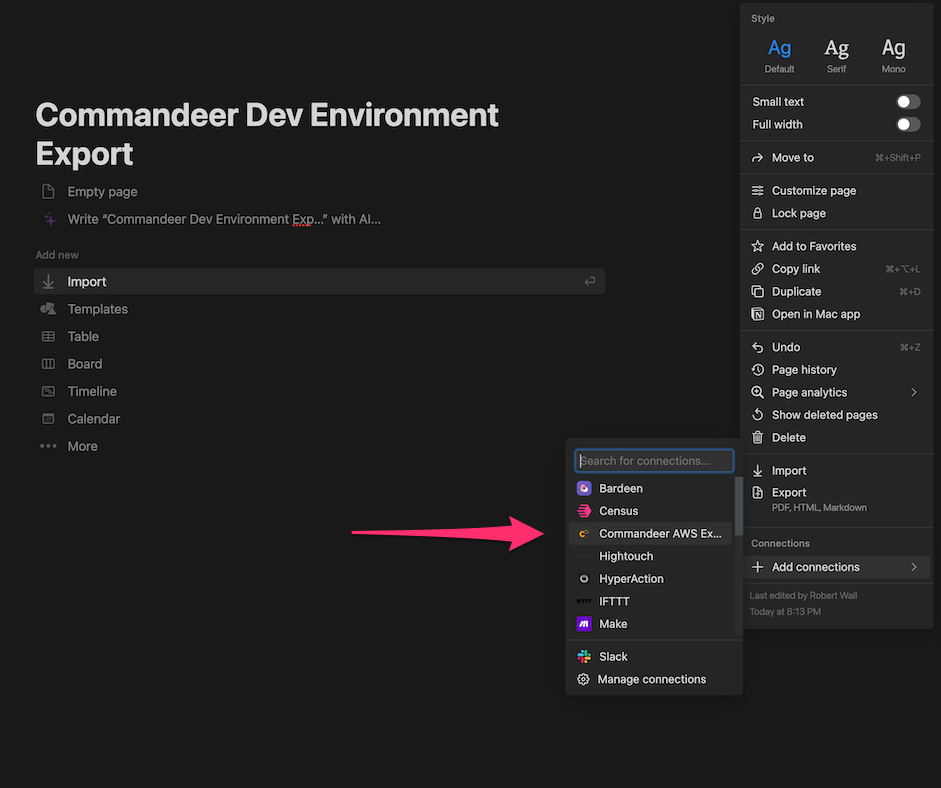 Commandeer Dev Environment
Export
Empty page
Write “Commandeer Dev Environment Exp...” with AI...
Add new
Import
Templates
Table
Board
Timeline
Calendar
More
Style
Ag Ag Ag
Default Serif Mono
Small text
Full width
Move to ⌘+Shift+P
Customize page
Lock page
Add to Favorites
Copy link ⌘+⌥+L
Duplicate ⌘+D
Open in Mac app
Undo ⌘+Z
Page history
Page analytics
Show deleted pages
Delete
Import
Export
PDF, HTML, Markdown
Connections
Add connections
Last edited by Robert Wall
Today at 8:13 PM
Search for connections...
Bardeen
Census
Commandeer AWS Ex...
Hightouch
HyperAction
IFTTT
Make
Slack
Manage connections